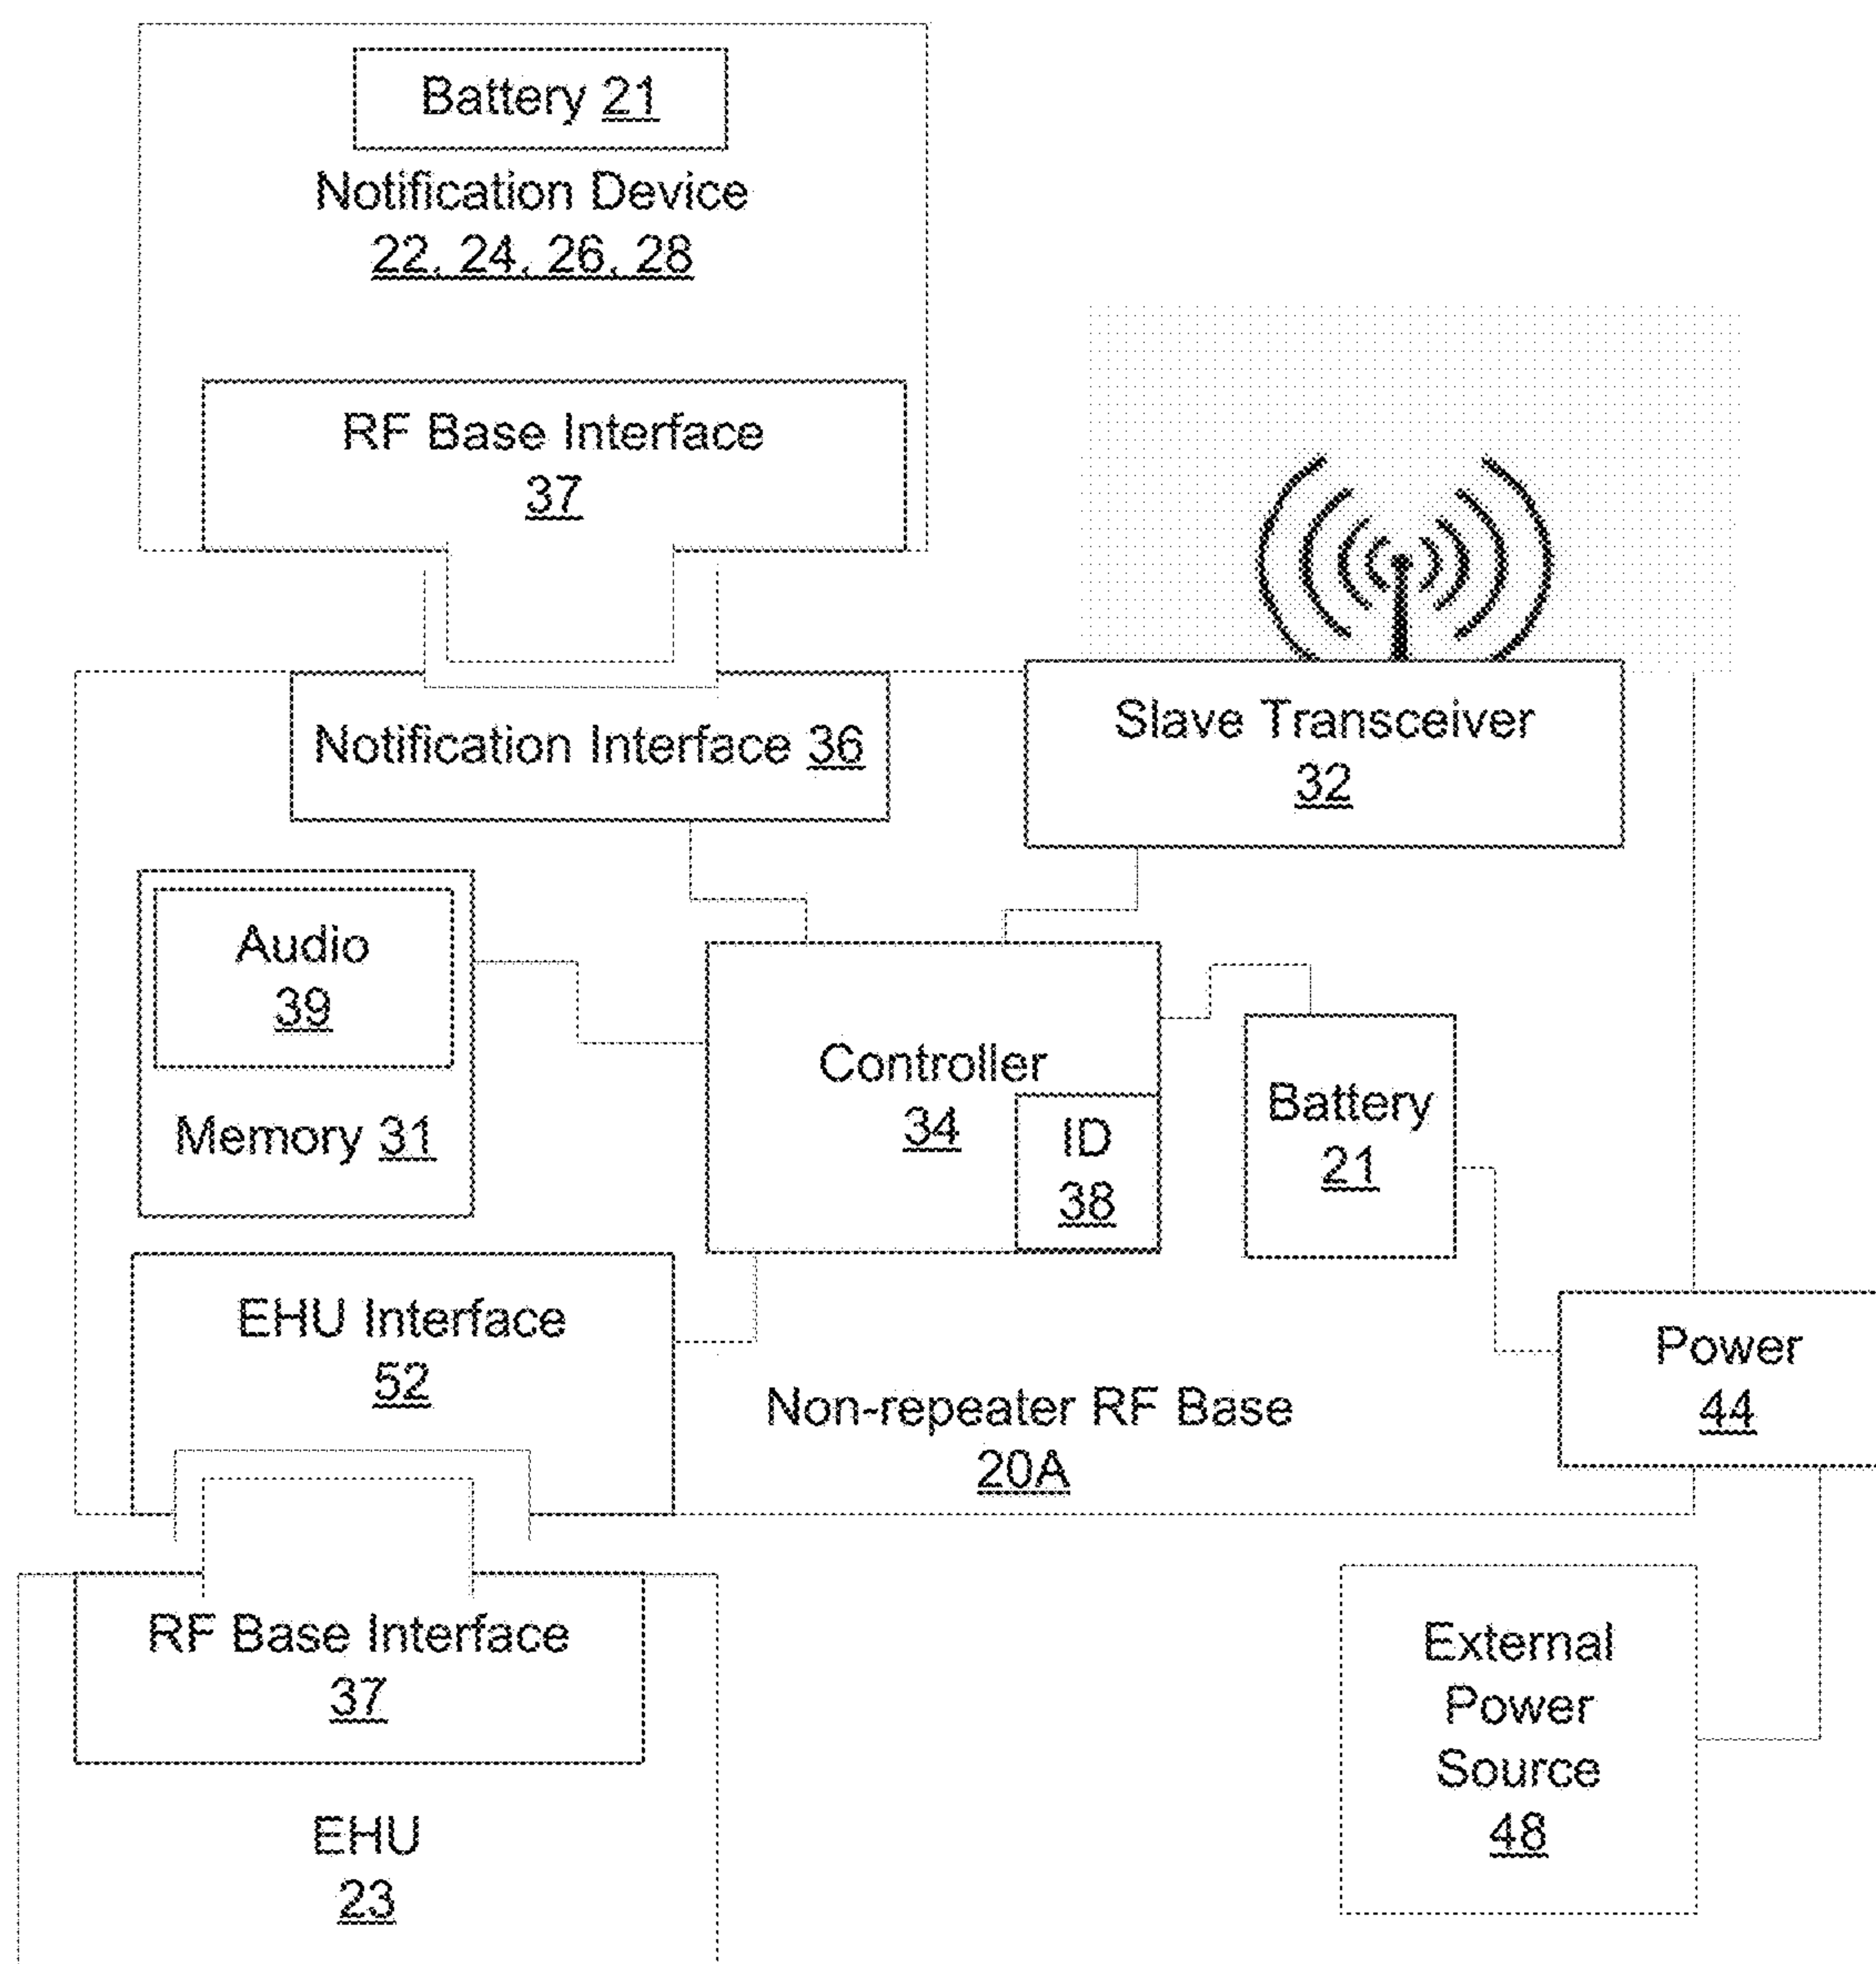 Battery 21
Notification Device
22, 24, 26, 28
RF Base Interface
37
Notification Interface 36
Slave Transceiver
32
Audio
39
Memory 31
Controller
34
ID
38
Battery
21
EHU Interface
52
Non-repeater RF Base
20A
Power
44
RF Base Interface
37
EHU
23
External
Power
Source
48